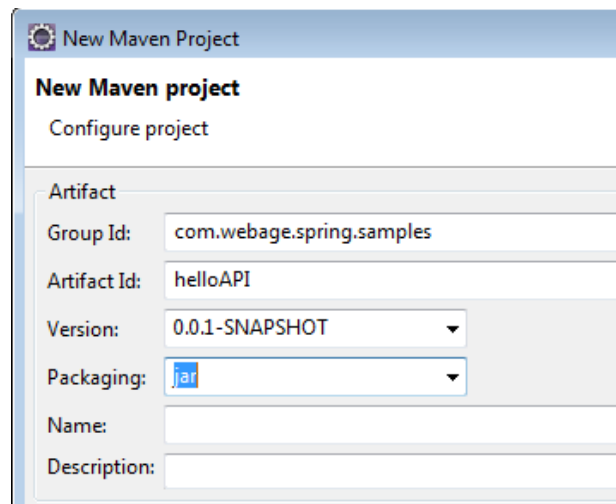 New Maven Project
New Maven project
Configure project
Artifact
Group Id: com.webage.spring.samples
Artifact Id: helloAPI
Version: 0.0.1-SNAPSHOT
Packaging: jar
Name:
Description: